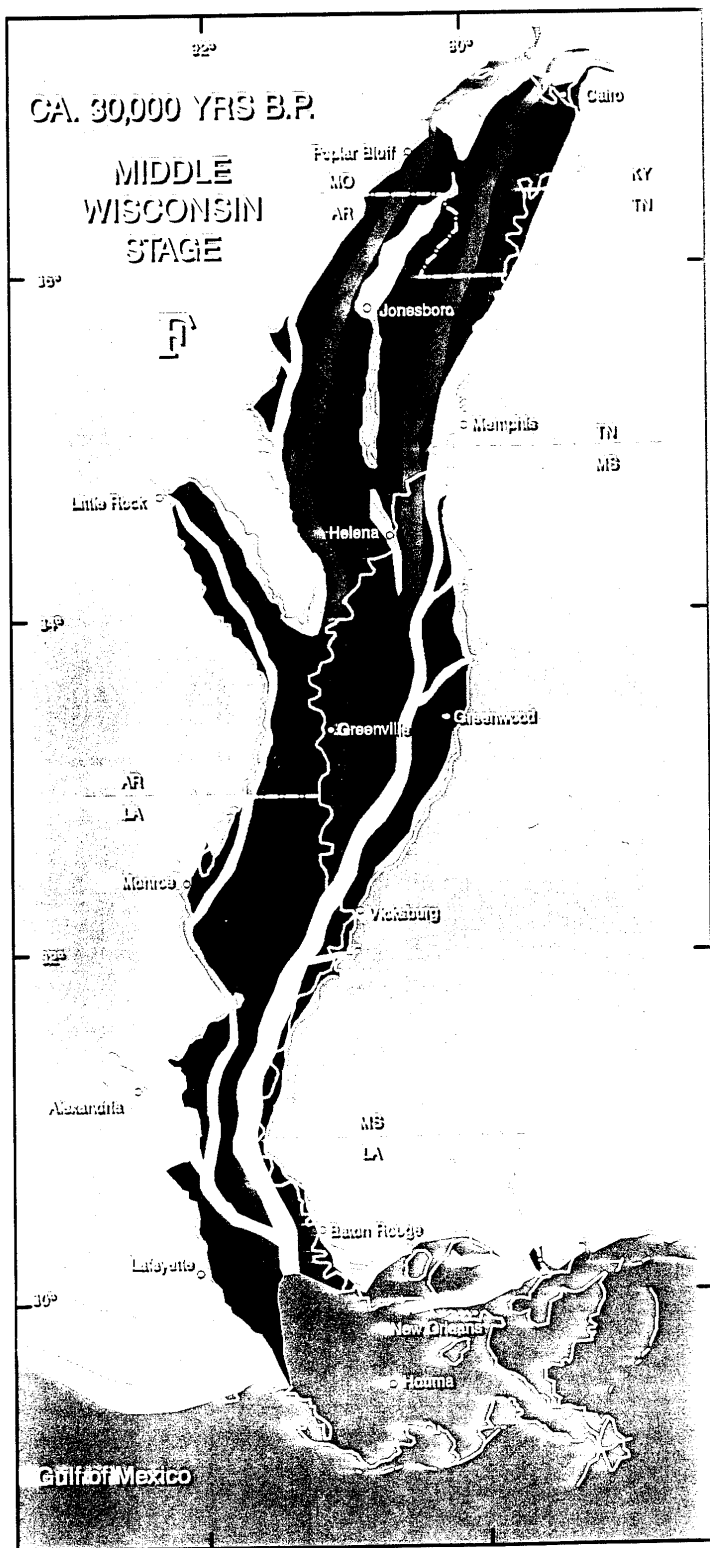 92°
90°
CA. 30,000 YRS B.P.
Cairo
Poplar Bluff
MIDDLE
WISCONSIN
STAGE
MO
AR
KY
TN
36°
Jonesboro
F
Memphis
TN
MS
Little Rock
Helena
34°
Greenwood
Greenville
AR
LA
Monroe
Vicksburg
32°
Alexandria
MS
LA
Baton Rouge
Lafayette
30°
New Orleans
Houma
Gulf of Mexico